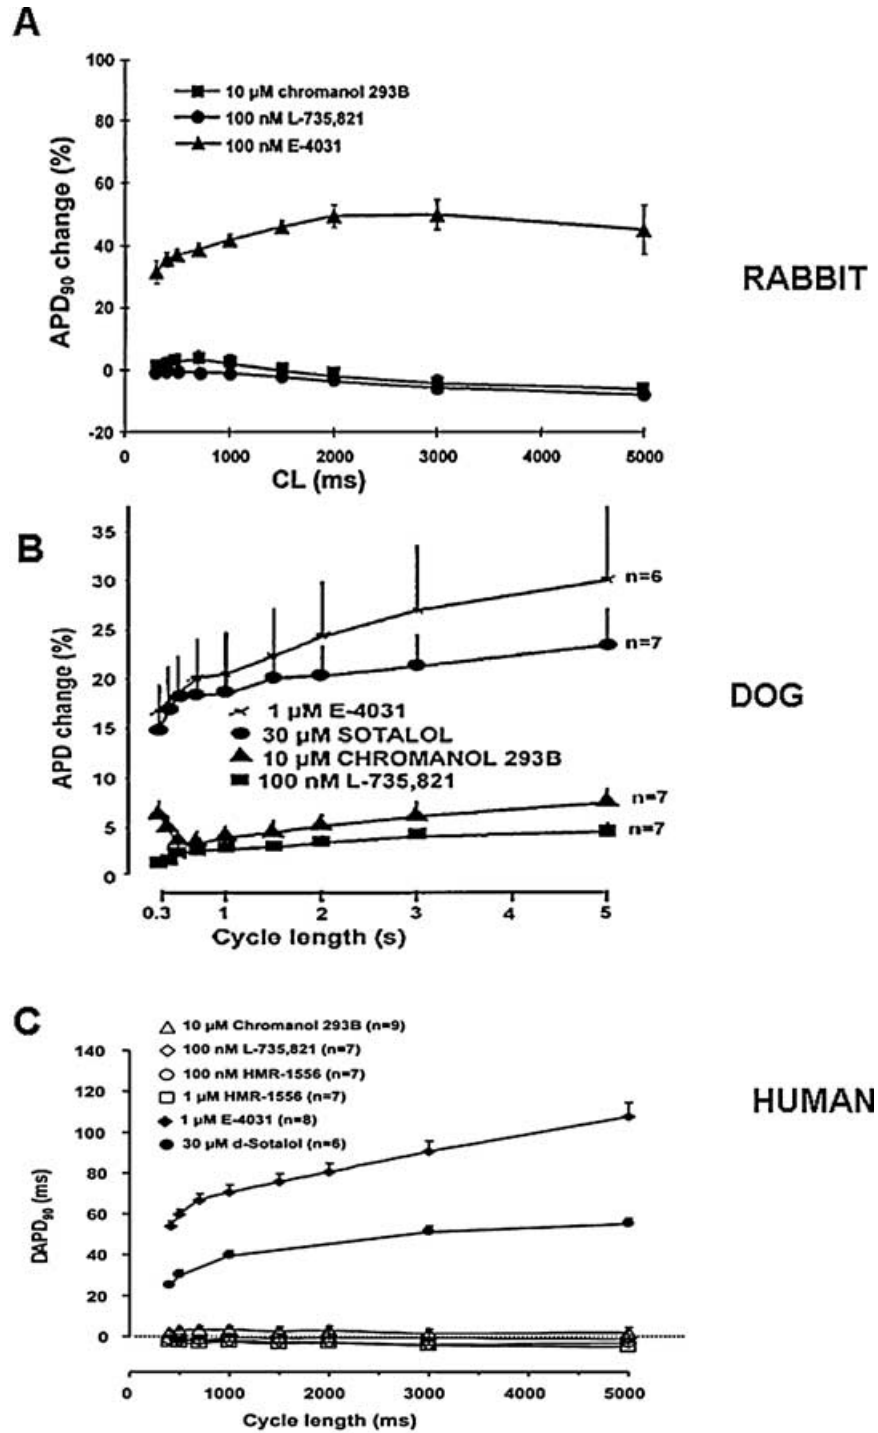 A
100
80
60
40
20
0
-20
APD90 change (%)
10 µM chromanol 293B
100 nM L-735,821
100 nM E-4031
RABBIT
0 1000 2000 3000 4000 5000
CL (ms)
B
35
30
25
20
15
10
5
0
APD change (%)
n=6
n=7
1 µM E-4031
30 µM SOTALOL
10 µM CHROMANOL 293B
100 nM L-735,821
n=7
n=7
DOG
0.3 1 2 3 4 5
Cycle length (s)
C
10 µM Chromanol 293B (n=9)
100 nM L-735,821 (n=7)
100 nM HMR-1556 (n=7)
1 µM HMR-1556 (n=7)
1 µM E-4031 (n=8)
30 µM d-Sotalol (n=6)
HUMAN
140
120
100
80
60
40
20
0
DAPD90 (ms)
0 1000 2000 3000 4000 5000
Cycle length (ms)